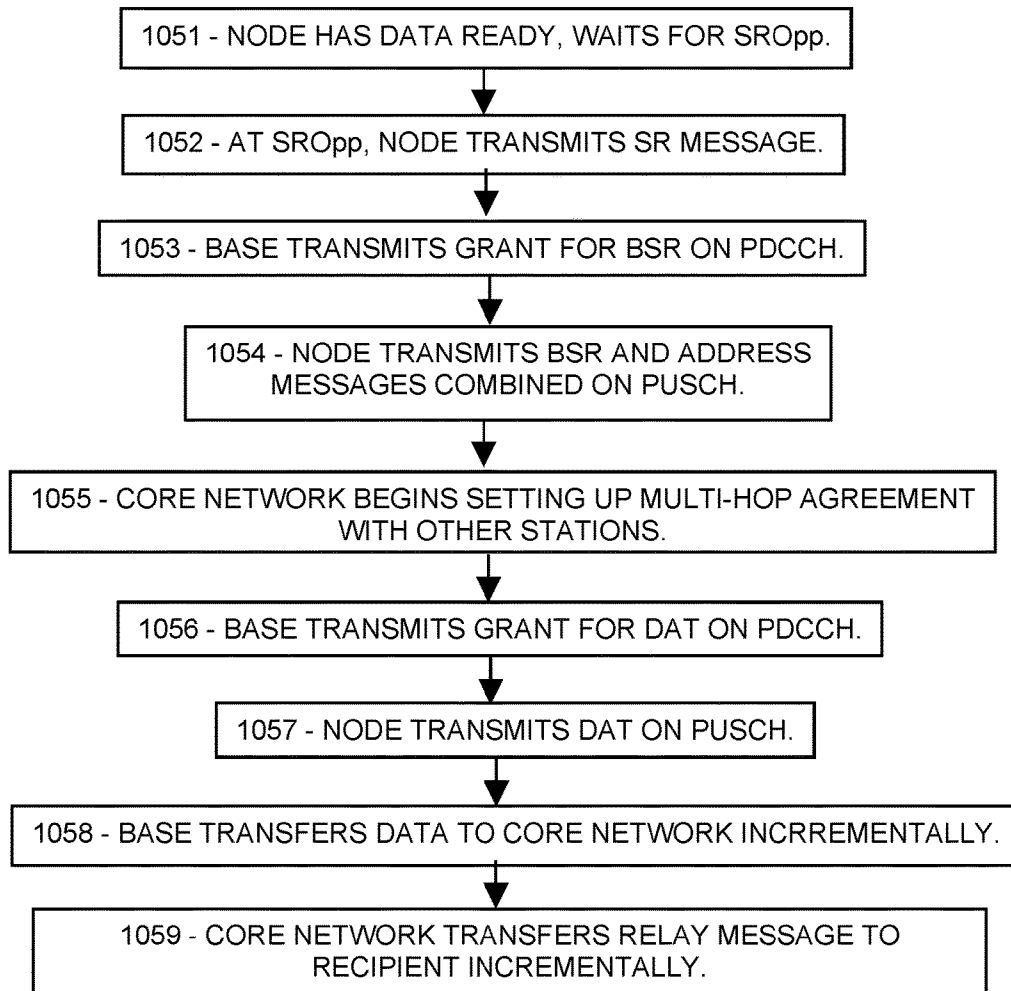 1051 - NODE HAS DATA READY, WAITS FOR SROpp.
1052 - AT SROpp, NODE TRANSMITS SR MESSAGE.
1053 - BASE TRANSMITS GRANT FOR BSR ON PDCCH.
1054 - NODE TRANSMITS BSR AND ADDRESS
MESSAGES COMBINED ON PUSCH.
1055 - CORE NETWORK BEGINS SETTING UP MULTI-HOP AGREEMENT
WITH OTHER STATIONS.
1056 - BASE TRANSMITS GRANT FOR DAT ON PDCCH.
1057 - NODE TRANSMITS DAT ON PUSCH.
1058 - BASE TRANSFERS DATA TO CORE NETWORK INCRREMENTALLY.
1059 - CORE NETWORK TRANSFERS RELAY MESSAGE TO
RECIPIENT INCREMENTALLY.